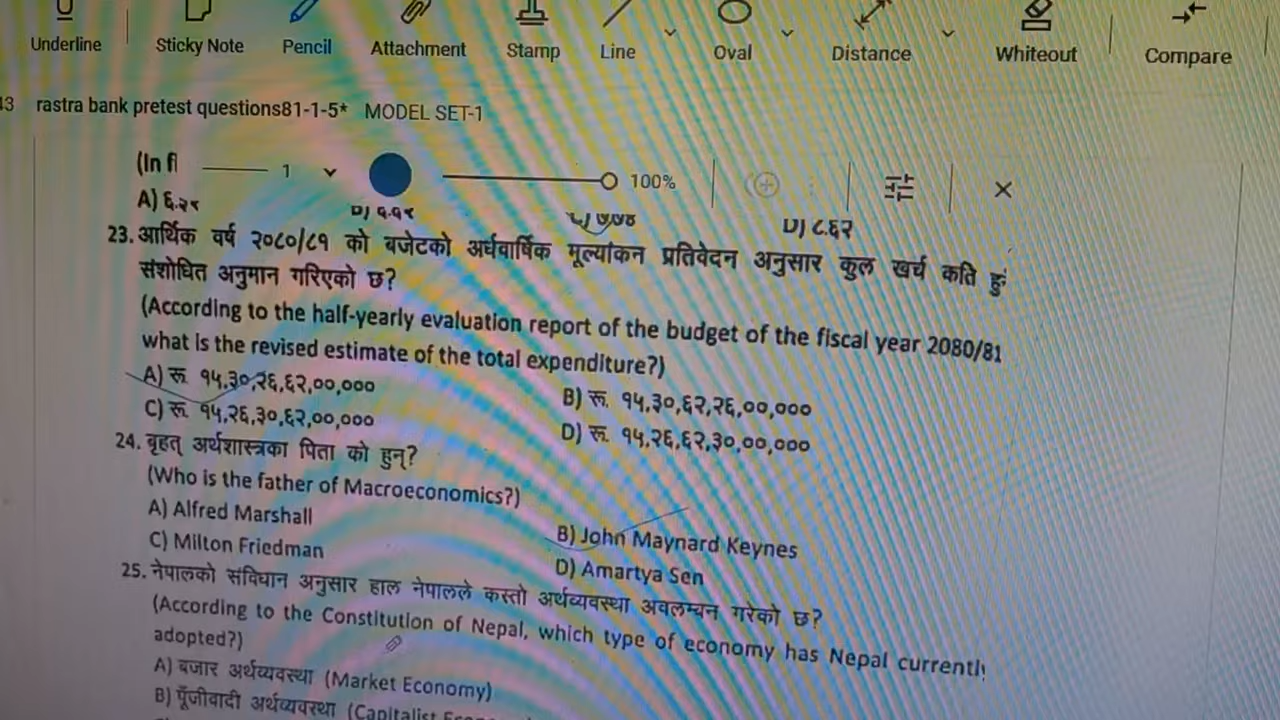 Underline Sticky Note Pencil Attachment Stamp Line Oval Distance Whiteout Compare
rastra bank pretest questions81-1-5* MODEL SET-1
(In fi 1 100%
A) ६.२९ D) ८.६२
23. आर्थिक वर्ष २०८०/८१ को बजेटको अर्धवार्षिक मूल्यांकन प्रतिवेदन अनुसार कुल खर्च कति हुने
संशोधित अनुमान गरिएको छ?
(According to the half-yearly evaluation report of the budget of the fiscal year 2080/81
what is the revised estimate of the total expenditure?)
A) रू. १५,३०,२६,६२,००,०००
B) रू. १५,३०,६२,२६,००,०००
C) रू. १५,२६,३०,६२,००,०००
D) रू. १५,२६,६२,३०,००,०००
24. बृहत् अर्थशास्त्रका पिता को हुन्?
(Who is the father of Macroeconomics?)
A) Alfred Marshall
B) John Maynard Keynes
C) Milton Friedman
D) Amartya Sen
25. नेपालको संविधान अनुसार हाल नेपालले कस्तो अर्थव्यवस्था अवलम्बन गरेको छ?
(According to the Constitution of Nepal, which type of economy has Nepal currently
adopted?)
A) बजार अर्थव्यवस्था (Market Economy)
B) पूँजीवादी अर्थव्यवस्था (Capitalist